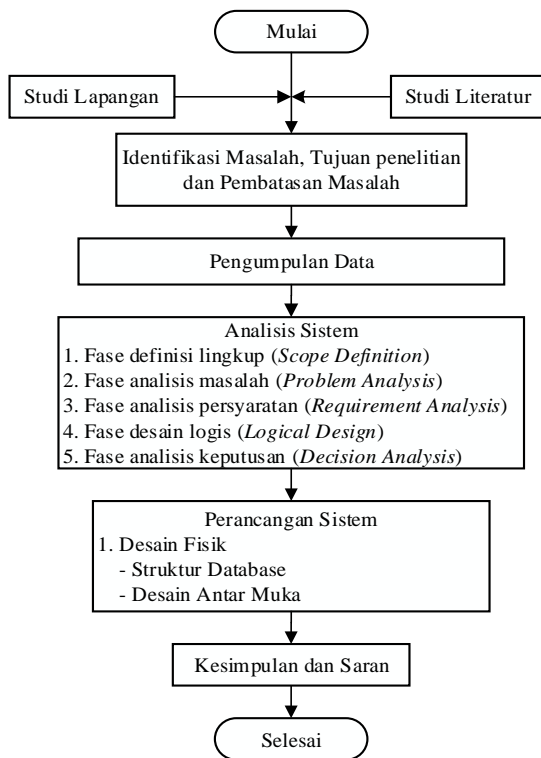 Mulai
Studi Lapangan
Studi Literatur
Identifikasi Masalah, Tujuan penelitian
dan Pembatasan Masalah
Pengumpulan Data
Analisis Sistem
1. Fase definisi lingkup (Scope Definition)
2. Fase analisis masalah (Problem Analysis)
3. Fase analisis persyaratan (Requirement Analysis)
4. Fase desain logis (Logical Design)
5. Fase analisis keputusan (Decision Analysis)
Perancangan Sistem
1. Desain Fisik
- Struktur Database
- Desain Antar Muka
Kesimpulan dan Saran
Selesai